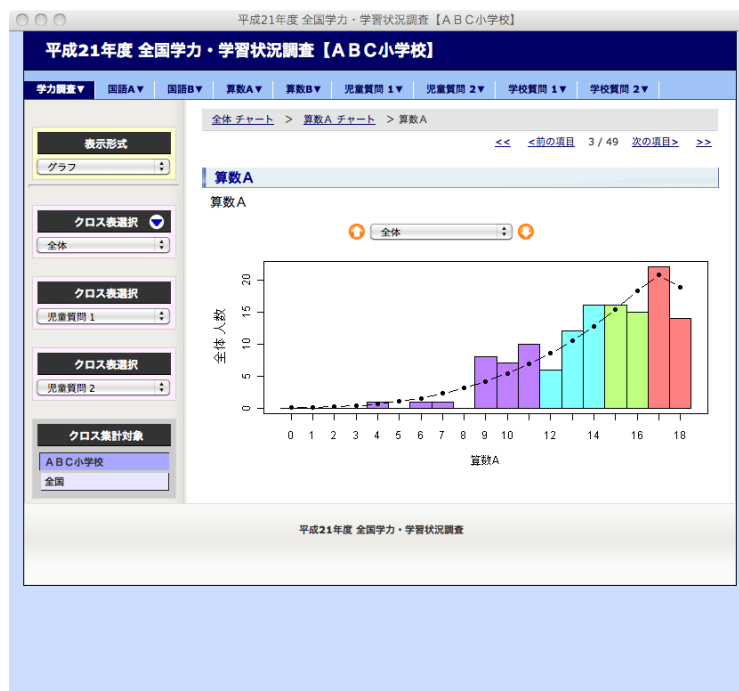 平成21年度 全国学力・学習状況調査【ＡＢＣ小学校】
平成21年度 全国学力・学習状況調査【ＡＢＣ小学校】
学力調査▼ 国語A▼ 国語B▼ 算数A▼ 算数B▼ 児童質問 1▼ 児童質問 2▼ 学校質問 1▼ 学校質問 2▼
全体 チャート > 算数A チャート > 算数A
<< <前の項目 3 / 49 次の項目> >>
表示形式
グラフ
算数A
算数A
クロス表選択
全体
全体
クロス表選択
児童質問 1
クロス表選択
児童質問 2
クロス集計対象
ＡＢＣ小学校
全国
全体 人数
20
15
10
5
0
0 1 2 3 4 5 6 7 8 9 10 12 14 16 18
算数A
平成21年度 全国学力・学習状況調査